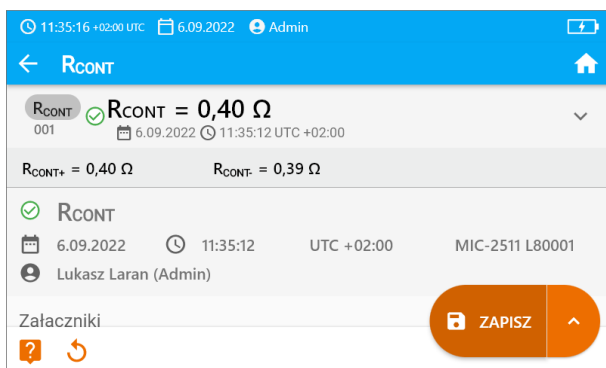 11:35:16 +02:00 UTC 6.09.2022 Admin
RCONT
RCONT RCONT = 0,40 Ω
001 6.09.2022 11:35:12 UTC +02:00
RCONT+ = 0,40 Ω RCONT- = 0,39 Ω
RCONT
6.09.2022 11:35:12 UTC +02:00 MIC-2511 L80001
Lukasz Laran (Admin)
Załaczniki
ZAPISZ
?